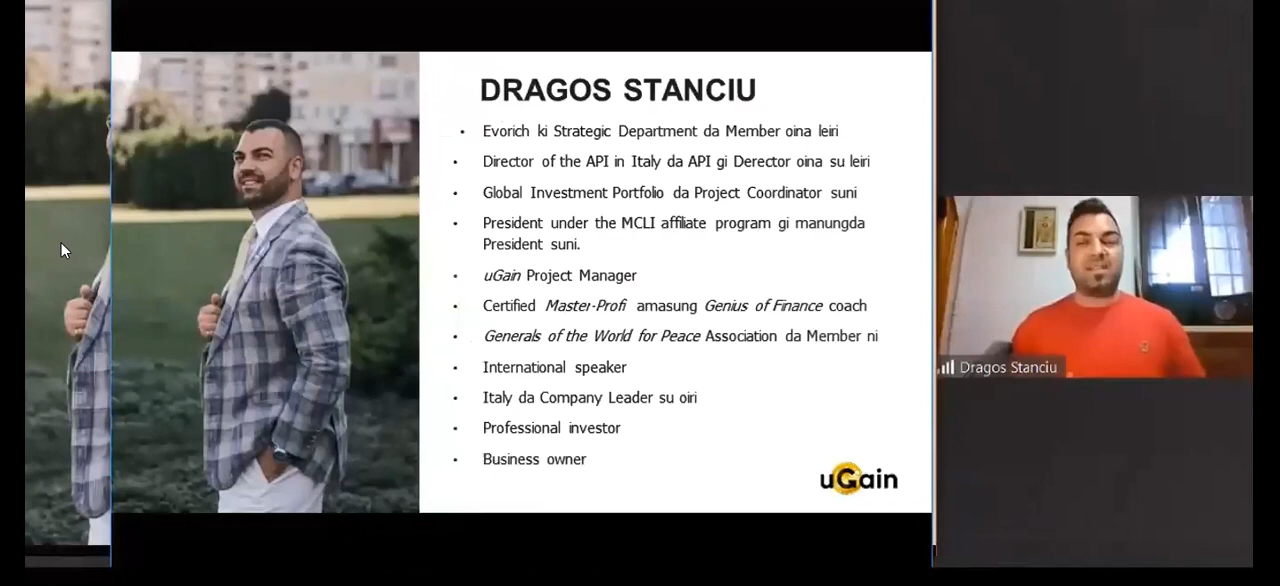 DRAGOS STANCIU
• Evorich ki Strategic Department da Member oina leiri
• Director of the API in Italy da API gi Derector oina su leiri
• Global Investment Portfolio da Project Coordinator suni
• President under the MCLI affiliate program gi manungda
President suni.
• uGain Project Manager
• Certified Master-Profi amasung Genius of Finance coach
• Generals of the World for Peace Association da Member ni
• International speaker
• Italy da Company Leader su oiri
• Professional investor
• Business owner
uGain
Dragos Stanciu